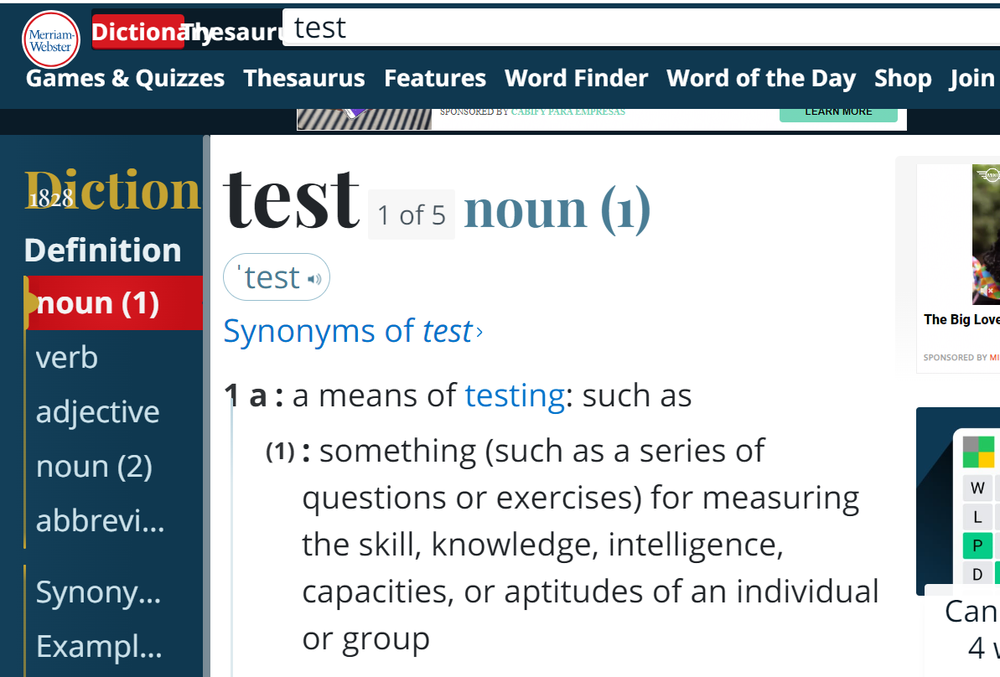 Merriam-
Webster
Dictionary
Thesauru
test
Games & Quizzes Thesaurus Features Word Finder Word of the Day Shop Join
SPONSORED BY CABIFY PARA EMPRESAS
LEARN MORE
Diction
1828
Definition
noun (1)
verb
adjective
noun (2)
abbrevi...
Synony...
Exampl...
test 1 of 5 noun (1)
ˈtest
Synonyms of test
1 a : a means of testing: such as
(1) : something (such as a series of
questions or exercises) for measuring
the skill, knowledge, intelligence,
capacities, or aptitudes of an individual
or group
MINI
The Big Love
SPONSORED BY MI
W
L
P
D
Can
4 w